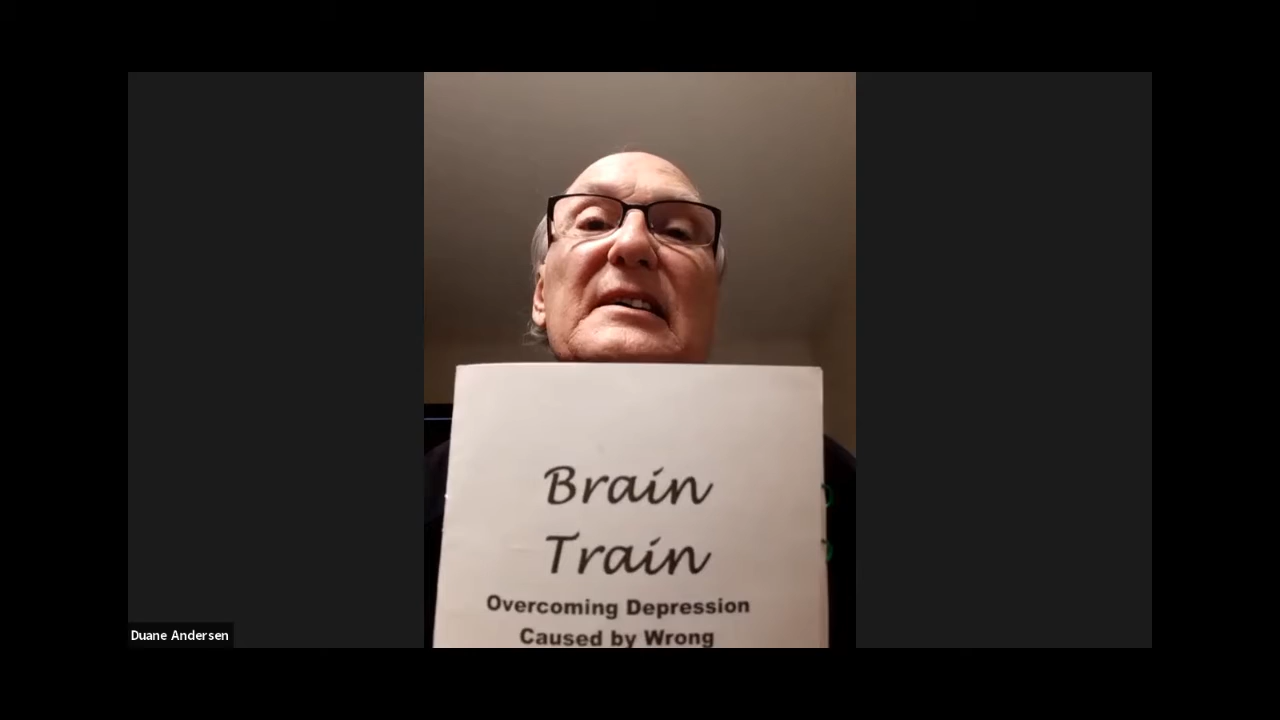 Brain
Train
Overcoming Depression
Caused by Wrong
Duane Andersen